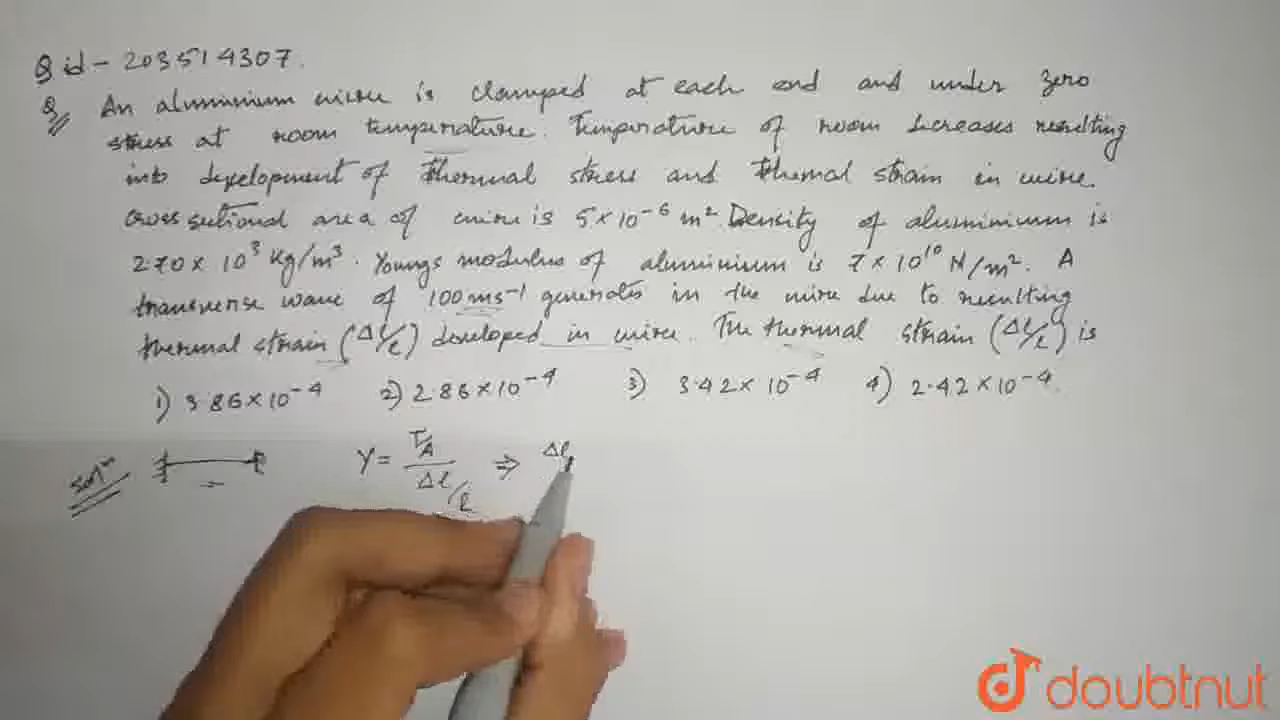 Q id - 203514307.
Q An aluminium wire is clamped at each end and under zero
stress at room temperature. Temperature of room decreases resulting
into development of thermal stress and thermal strain in wire.
cross sectional area of wire is 5×10⁻⁶ m². Density of aluminium is
2.70 × 10³ kg/m³. Youngs modulus of aluminium is 7×10¹⁰ N/m². A
transverse wave of 100 ms⁻¹ generates in the wire due to resulting
thermal strain (Δl/l) developed in wire. The thermal strain (Δl/l) is
1) 3.86×10⁻⁴ 2) 2.86×10⁻⁴ 3) 3.42×10⁻⁴ 4) 2.42×10⁻⁴.
Solⁿ Y = T/A / Δl/l ⇒ Δl
doubtnut